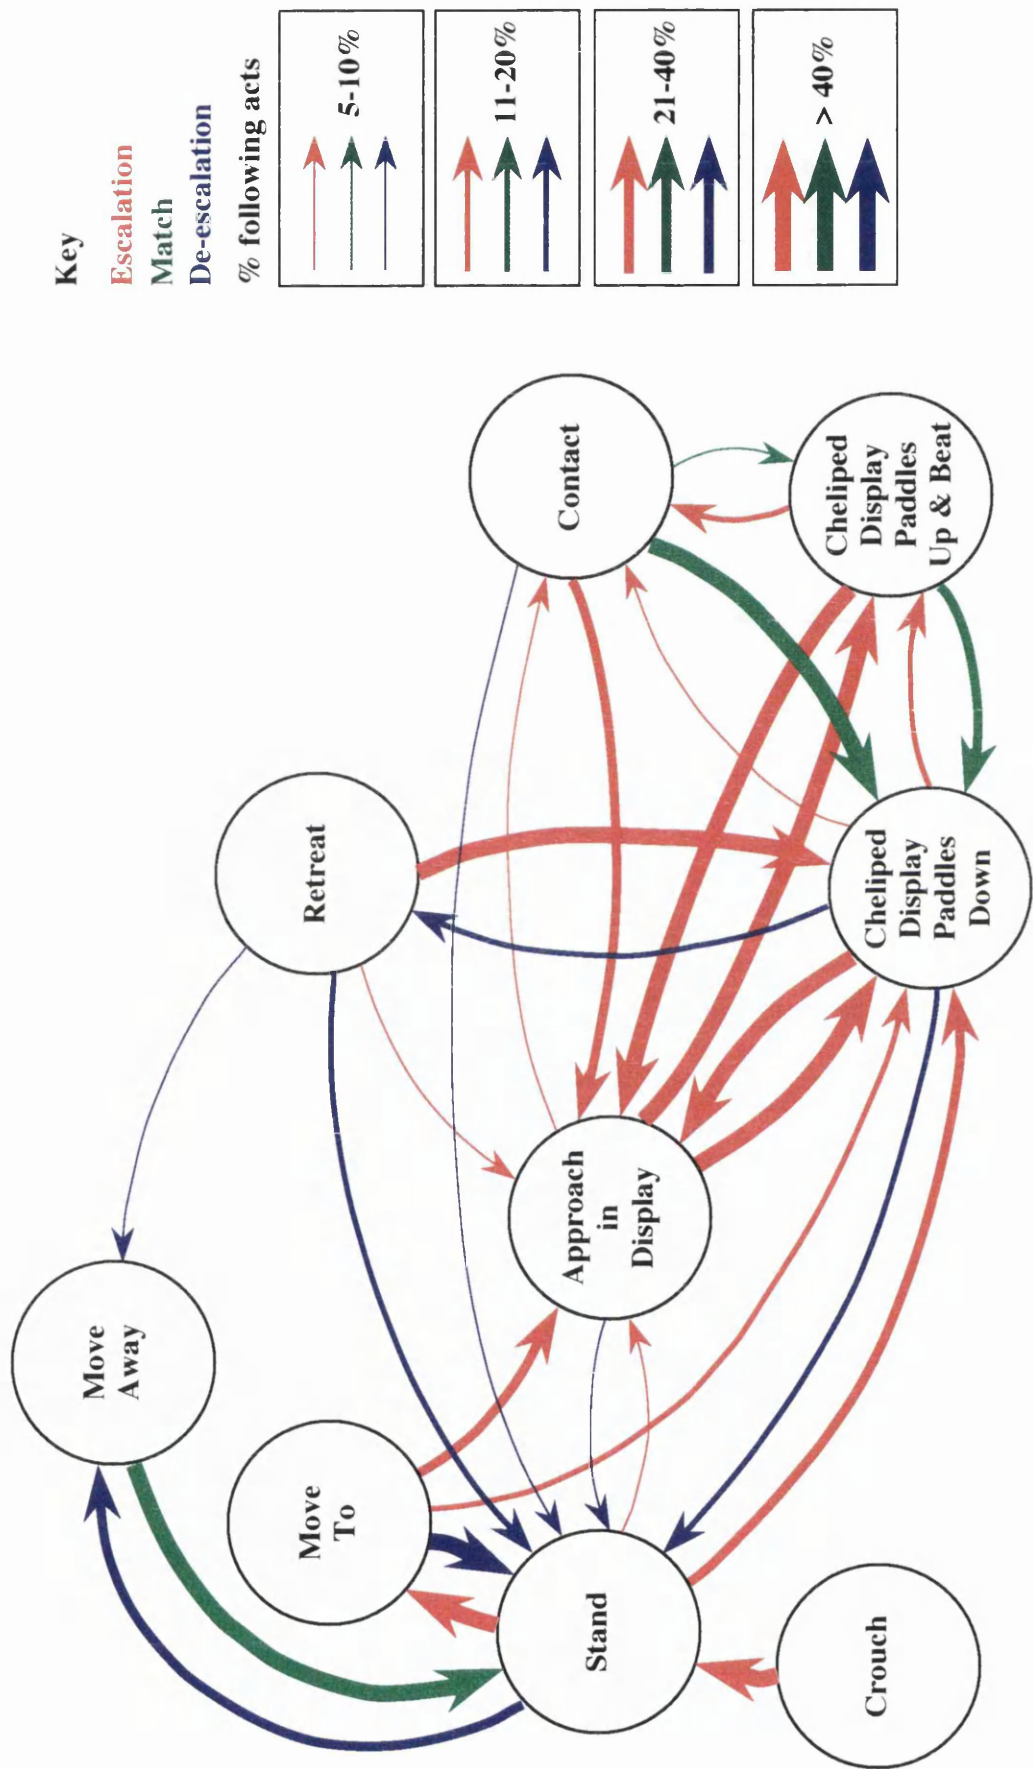 Key
Escalation
Match
De-escalation
% following acts
5-10%
11-20%
21-40%
> 40%
Move
Away
Move
To
Retreat
Contact
Stand
Approach
in
Display
Crouch
Cheliped
Display
Paddles
Down
Cheliped
Display
Paddles
Up & Beat